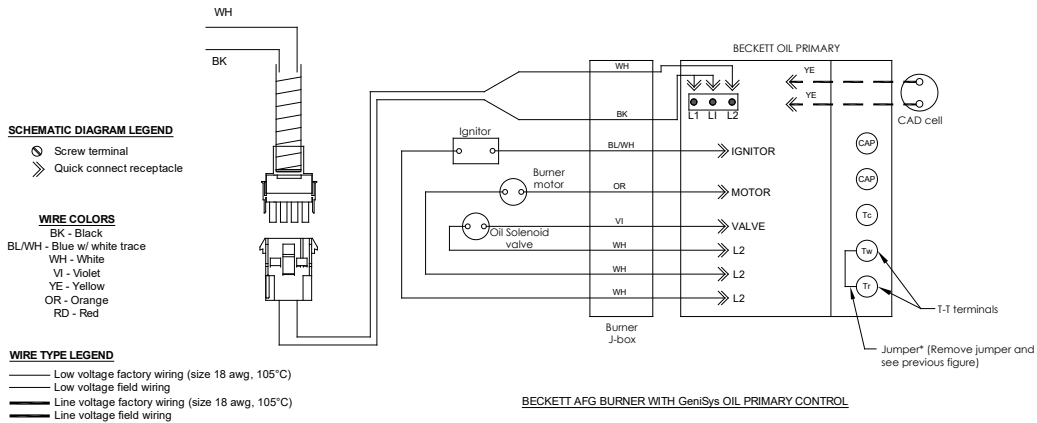 WH
BK
BECKETT OIL PRIMARY
WH
YE
YE
CAD cell
L1 LI L2
BK
SCHEMATIC DIAGRAM LEGEND
Screw terminal
Quick connect receptacle
Ignitor
BL/WH
IGNITOR
CAP
CAP
Burner
motor
OR
MOTOR
Tc
WIRE COLORS
BK - Black
BL/WH - Blue w/ white trace
WH - White
VI - Violet
YE - Yellow
OR - Orange
RD - Red
VI
VALVE
Oil Solenoid
valve
WH
L2
Tw
WH
L2
Tr
WH
L2
T-T terminals
Burner
J-box
Jumper* (Remove jumper and
see previous figure)
WIRE TYPE LEGEND
Low voltage factory wiring (size 18 awg, 105°C)
Low voltage field wiring
Line voltage factory wiring (size 18 awg, 105°C)
Line voltage field wiring
BECKETT AFG BURNER WITH GeniSys OIL PRIMARY CONTROL